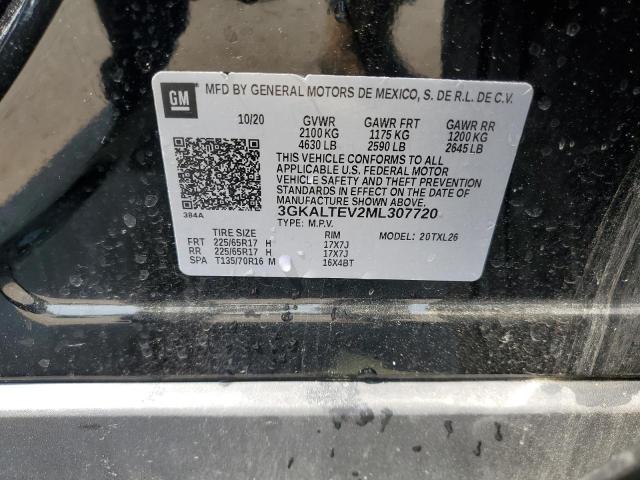 GM
MFD BY GENERAL MOTORS DE MEXICO, S. DE R.L. DE C.V.
10/20 GVWR GAWR FRT GAWR RR
2100 KG 1175 KG 1200 KG
4630 LB 2590 LB 2645 LB
THIS VEHICLE CONFORMS TO ALL
APPLICABLE U.S. FEDERAL MOTOR
VEHICLE SAFETY AND THEFT PREVENTION
STANDARDS IN EFFECT ON THE DATE OF
MANUFACTURE SHOWN ABOVE.
384A
3GKALTEV2ML307720
TYPE: M.P.V.
TIRE SIZE RIM MODEL: 20TXL26
FRT 225/65R17 H 17X7J
RR 225/65R17 H 17X7J
SPA T135/70R16 M 16X4BT